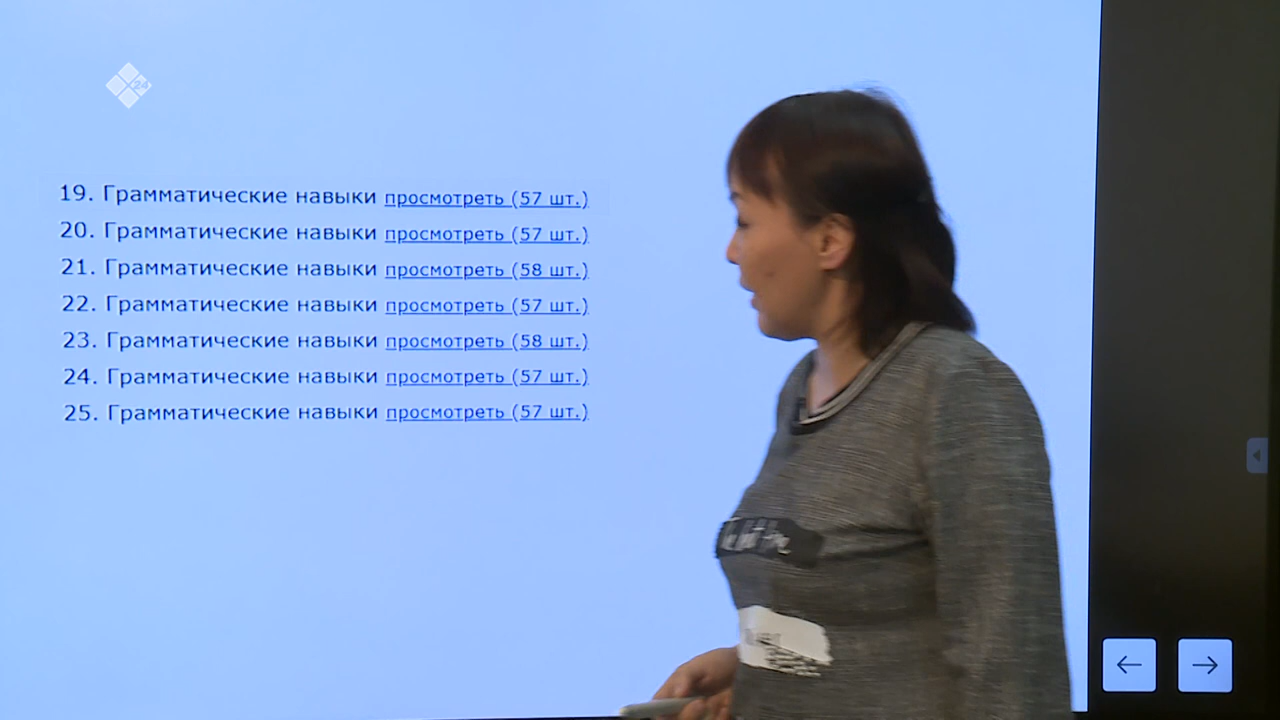 24
19. Грамматические навыки просмотреть (57 шт.)
20. Грамматические навыки просмотреть (57 шт.)
21. Грамматические навыки просмотреть (58 шт.)
22. Грамматические навыки просмотреть (57 шт.)
23. Грамматические навыки просмотреть (58 шт.)
24. Грамматические навыки просмотреть (57 шт.)
25. Грамматические навыки просмотреть (57 шт.)